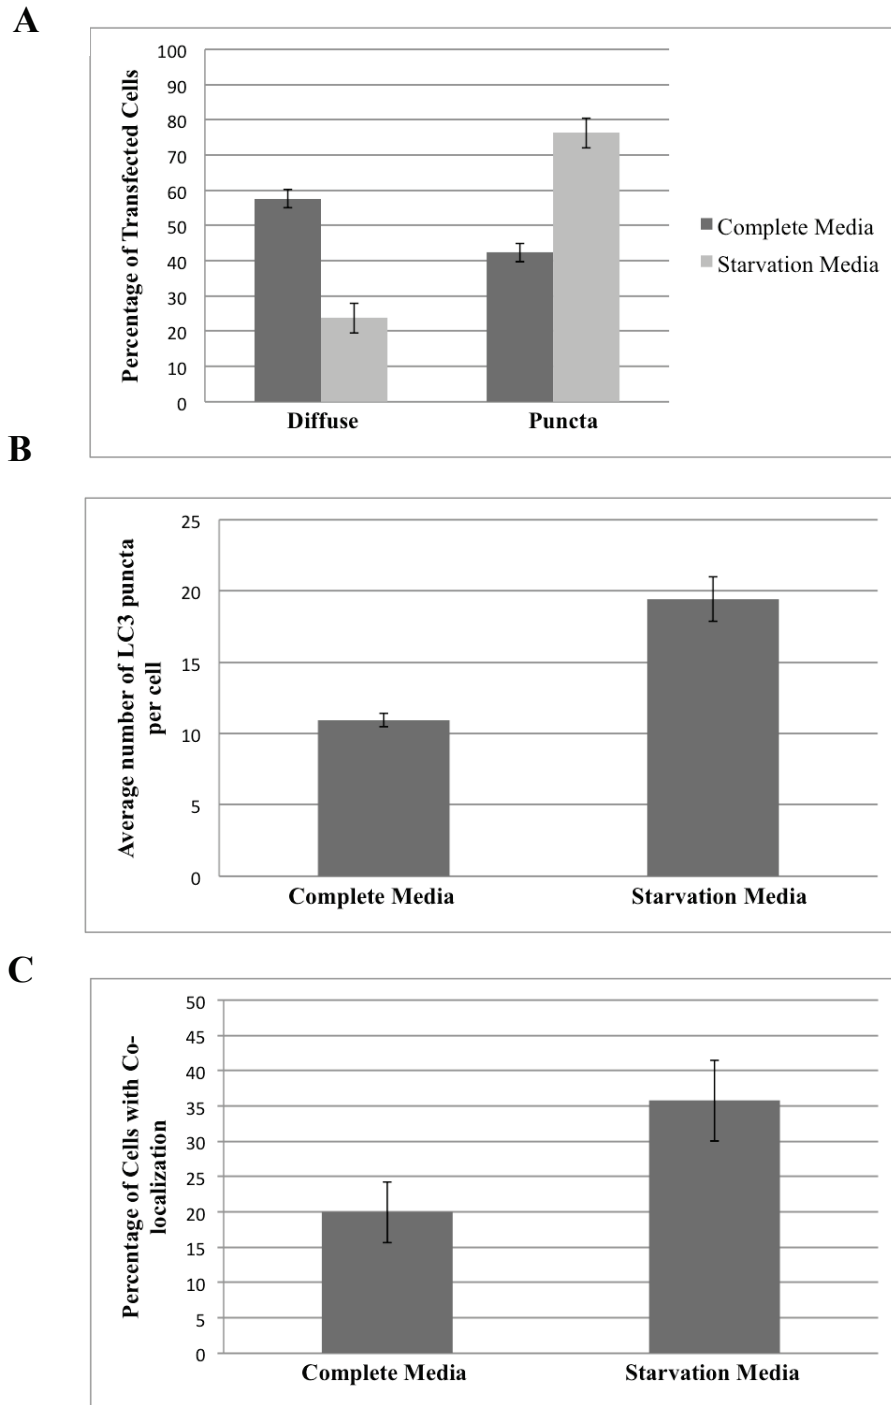 A
Percentage of Transfected Cells
100
90
80
70
60
50
40
30
20
10
0
Diffuse
Puncta
Complete Media
Starvation Media
B
Average number of LC3 puncta
per cell
25
20
15
10
5
0
Complete Media
Starvation Media
C
Percentage of Cells with Co-
localization
50
45
40
35
30
25
20
15
10
5
0
Complete Media
Starvation Media